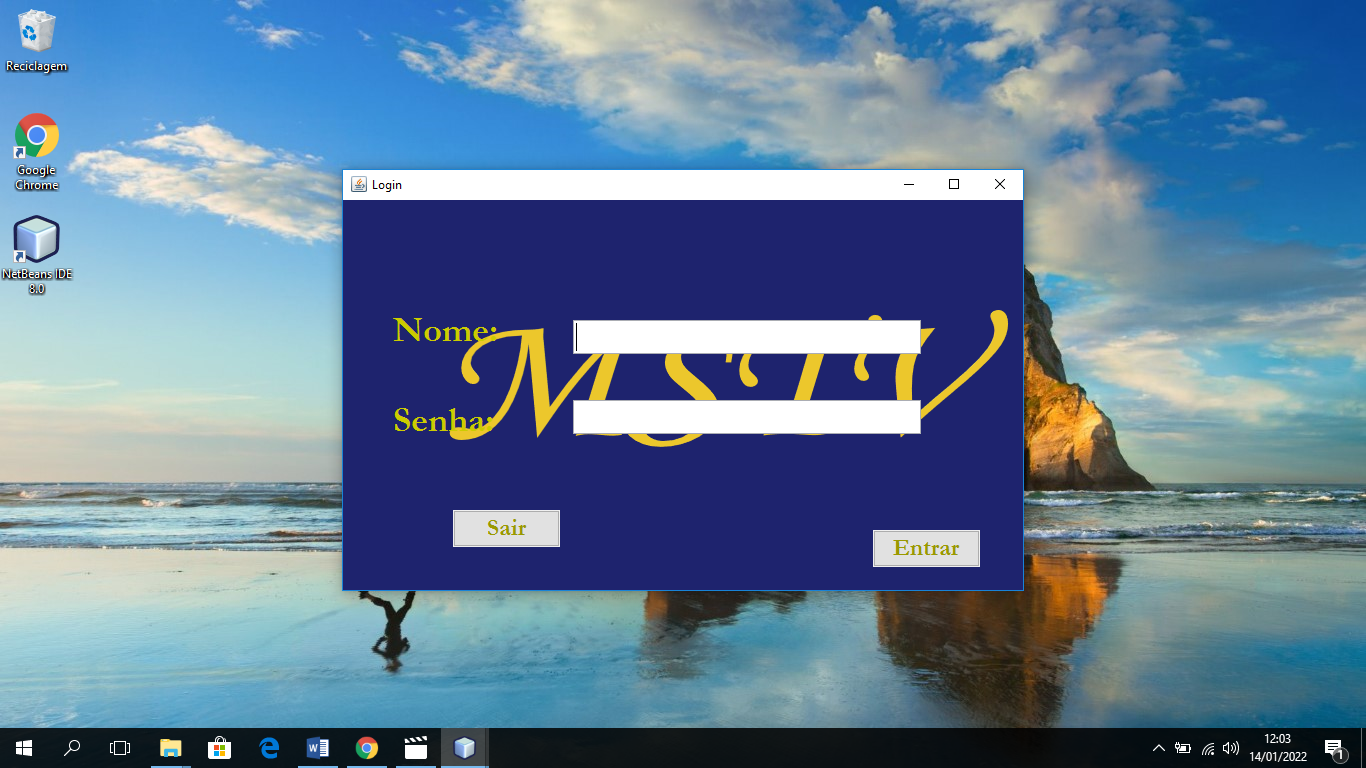 Reciclagem
Google
Chrome
NetBeans IDE
8.0
Login
Nome:
MSTV
Senha:
Sair
Entrar
12:03
14/01/2022
1